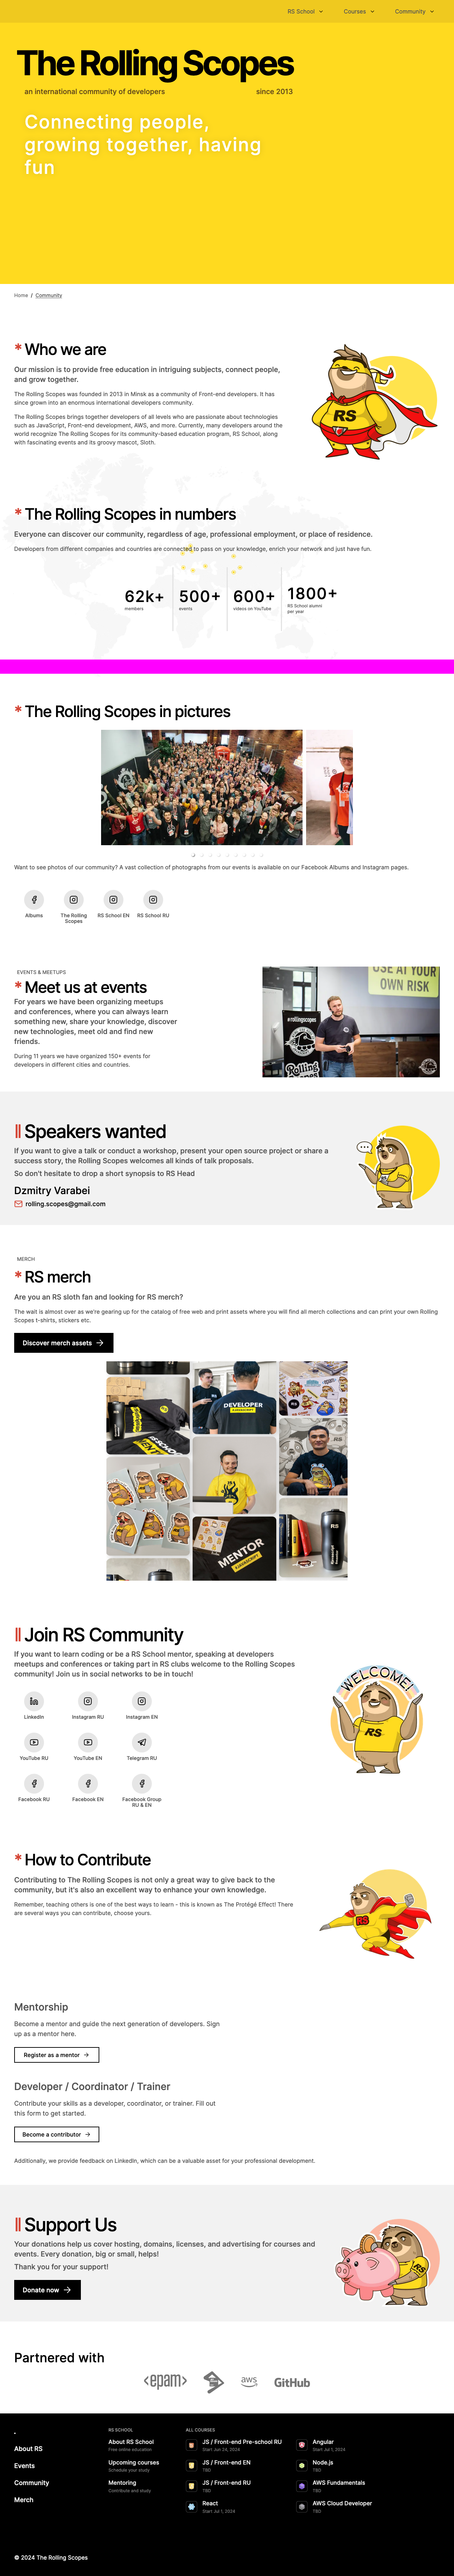 RS School
Courses
Community
The Rolling Scopes
an international community of developers
since 2013
Connecting people,
growing together, having
fun
Home / Community
* Who we are
Our mission is to provide free education in intriguing subjects, connect people,
and grow together.
The Rolling Scopes was founded in 2013 in Minsk as a community of Front-end developers. It has
since grown into an enormous international developers community.
The Rolling Scopes brings together developers of all levels who are passionate about technologies
such as JavaScript, Front-end development, AWS, and more. Currently, many developers around the
world recognize The Rolling Scopes for its community-based education program, RS School, along
with fascinating events and its groovy mascot, Sloth.
RS
* The Rolling Scopes in numbers
Everyone can discover our community, regardless of age, professional employment, or place of residence.
Developers from different companies and countries are connected to pass on your knowledge, enrich your network and just have fun.
62k+
members
500+
events
600+
videos on YouTube
1800+
RS School alumni
per year
* The Rolling Scopes in pictures
Want to see photos of our community? A vast collection of photographs from our events is available on our Facebook Albums and Instagram pages.
Albums
The Rolling
Scopes
RS School EN
RS School RU
EVENTS & MEETUPS
* Meet us at events
For years we have been organizing meetups
and conferences, where you can always learn
something new, share your knowledge, discover
new technologies, meet old and find new
friends.
During 11 years we have organized 150+ events for
developers in different cities and countries.
USE AT YOUR
OWN RISK
#rollingscopes
Rolling
Scopes
Speakers wanted
If you want to give a talk or conduct a workshop, present your open source project or share a
success story, the Rolling Scopes welcomes all kinds of talk proposals.
So don't hesitate to drop a short synopsis to RS Head
Dzmitry Varabei
rolling.scopes@gmail.com
MERCH
* RS merch
Are you an RS sloth fan and looking for RS merch?
The wait is almost over as we're gearing up for the catalog of free web and print assets where you will find all merch collections and can print your own Rolling
Scopes t-shirts, stickers etc.
Discover merch assets
DEVELOPER
MENTOR
RS
Join RS Community
If you want to learn coding or be a RS School mentor, speaking at developers
meetups and conferences or taking part in RS clubs welcome to the Rolling Scopes
community! Join us in social networks to be in touch!
LinkedIn
Instagram RU
Instagram EN
YouTube RU
YouTube EN
Telegram RU
Facebook RU
Facebook EN
Facebook Group
RU & EN
WELCOME!
RS
* How to Contribute
Contributing to The Rolling Scopes is not only a great way to give back to the
community, but it's also an excellent way to enhance your own knowledge.
Remember, teaching others is one of the best ways to learn - this is known as The Protégé Effect! There
are several ways you can contribute, choose yours.
RS
Mentorship
Become a mentor and guide the next generation of developers. Sign
up as a mentor here.
Register as a mentor
Developer / Coordinator / Trainer
Contribute your skills as a developer, coordinator, or trainer. Fill out
this form to get started.
Become a contributor
Additionally, we provide feedback on LinkedIn, which can be a valuable asset for your professional development.
Support Us
Your donations help us cover hosting, domains, licenses, and advertising for courses and
events. Every donation, big or small, helps!
Thank you for your support!
Donate now
Partnered with
<epam>
aws
GitHub
About RS
Events
Community
Merch
RS SCHOOL
About RS School
Free online education
Upcoming courses
Schedule your study
Mentoring
Contribute and study
ALL COURSES
JS / Front-end Pre-school RU
Start Jun 24, 2024
JS / Front-end EN
TBD
JS / Front-end RU
TBD
React
Start Jul 1, 2024
Angular
Start Jul 1, 2024
Node.js
TBD
AWS Fundamentals
TBD
AWS Cloud Developer
TBD
© 2024 The Rolling Scopes